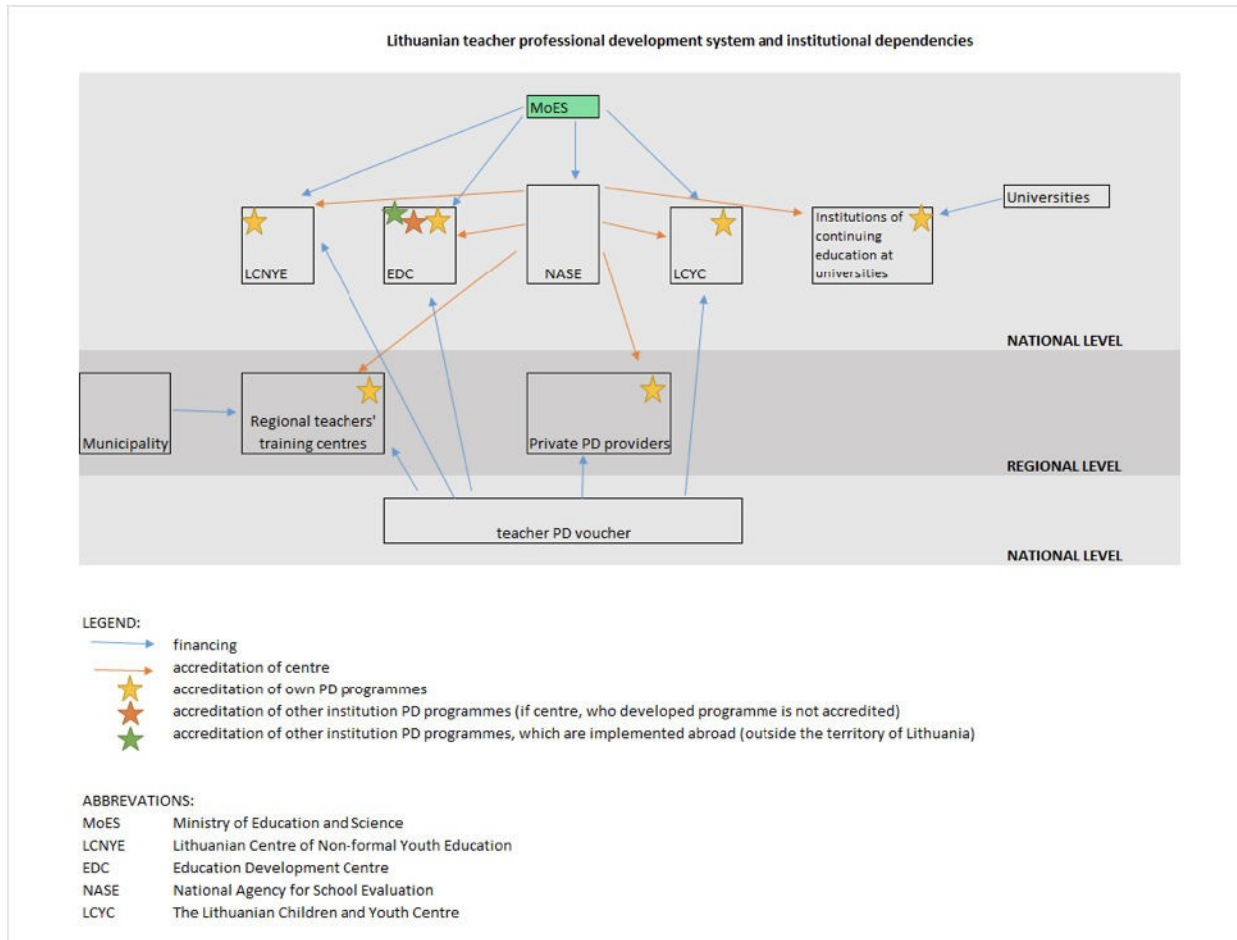 Lithuanian teacher professional development system and institutional dependencies
MoES
Universities
Institutions of
continuing
education at
universities
LCNYE
EDC
NASE
LCYC
NATIONAL LEVEL
Municipality
Regional teachers'
training centres
Private PD providers
REGIONAL LEVEL
teacher PD voucher
NATIONAL LEVEL
LEGEND:
financing
accreditation of centre
accreditation of own PD programmes
accreditation of other institution PD programmes (if centre, who developed programme is not accredited)
accreditation of other institution PD programmes, which are implemented abroad (outside the territory of Lithuania)
ABBREVATIONS:
MoES Ministry of Education and Science
LCNYE Lithuanian Centre of Non-formal Youth Education
EDC Education Development Centre
NASE National Agency for School Evaluation
LCYC The Lithuanian Children and Youth Centre